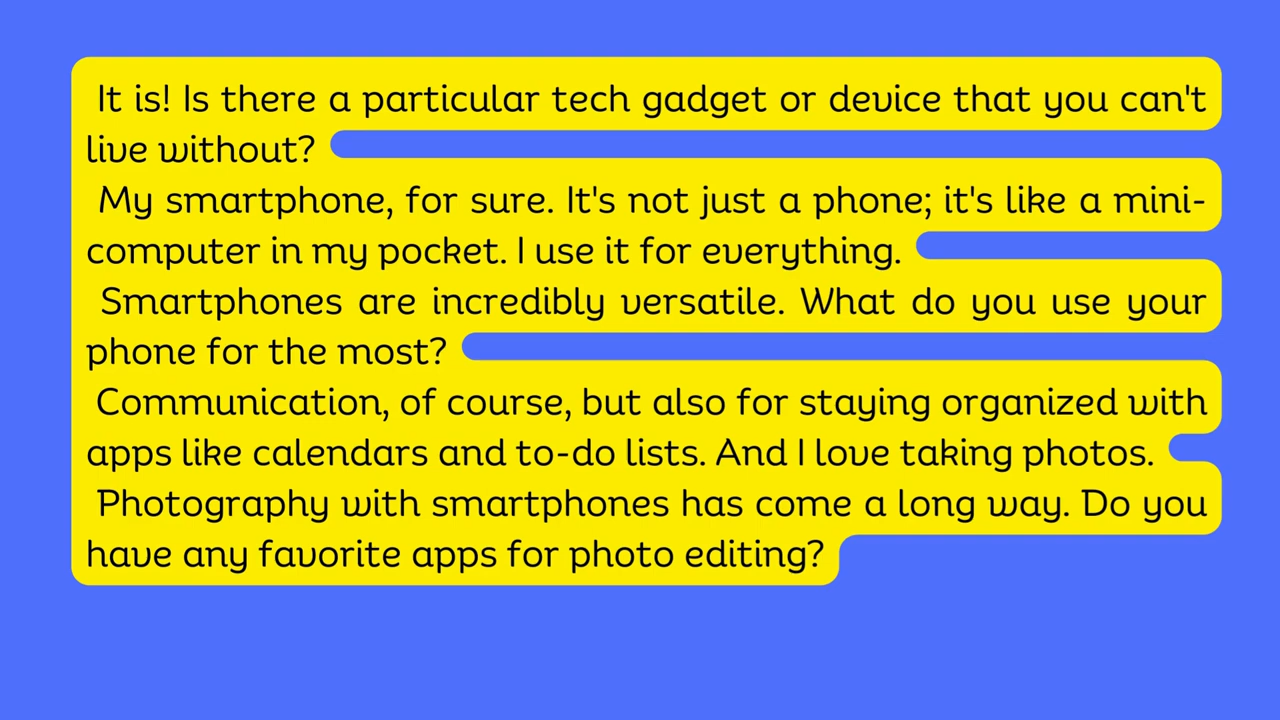 It is! Is there a particular tech gadget or device that you can't
live without?
My smartphone, for sure. It's not just a phone; it's like a mini-
computer in my pocket. I use it for everything.
Smartphones are incredibly versatile. What do you use your
phone for the most?
Communication, of course, but also for staying organized with
apps like calendars and to-do lists. And I love taking photos.
Photography with smartphones has come a long way. Do you
have any favorite apps for photo editing?